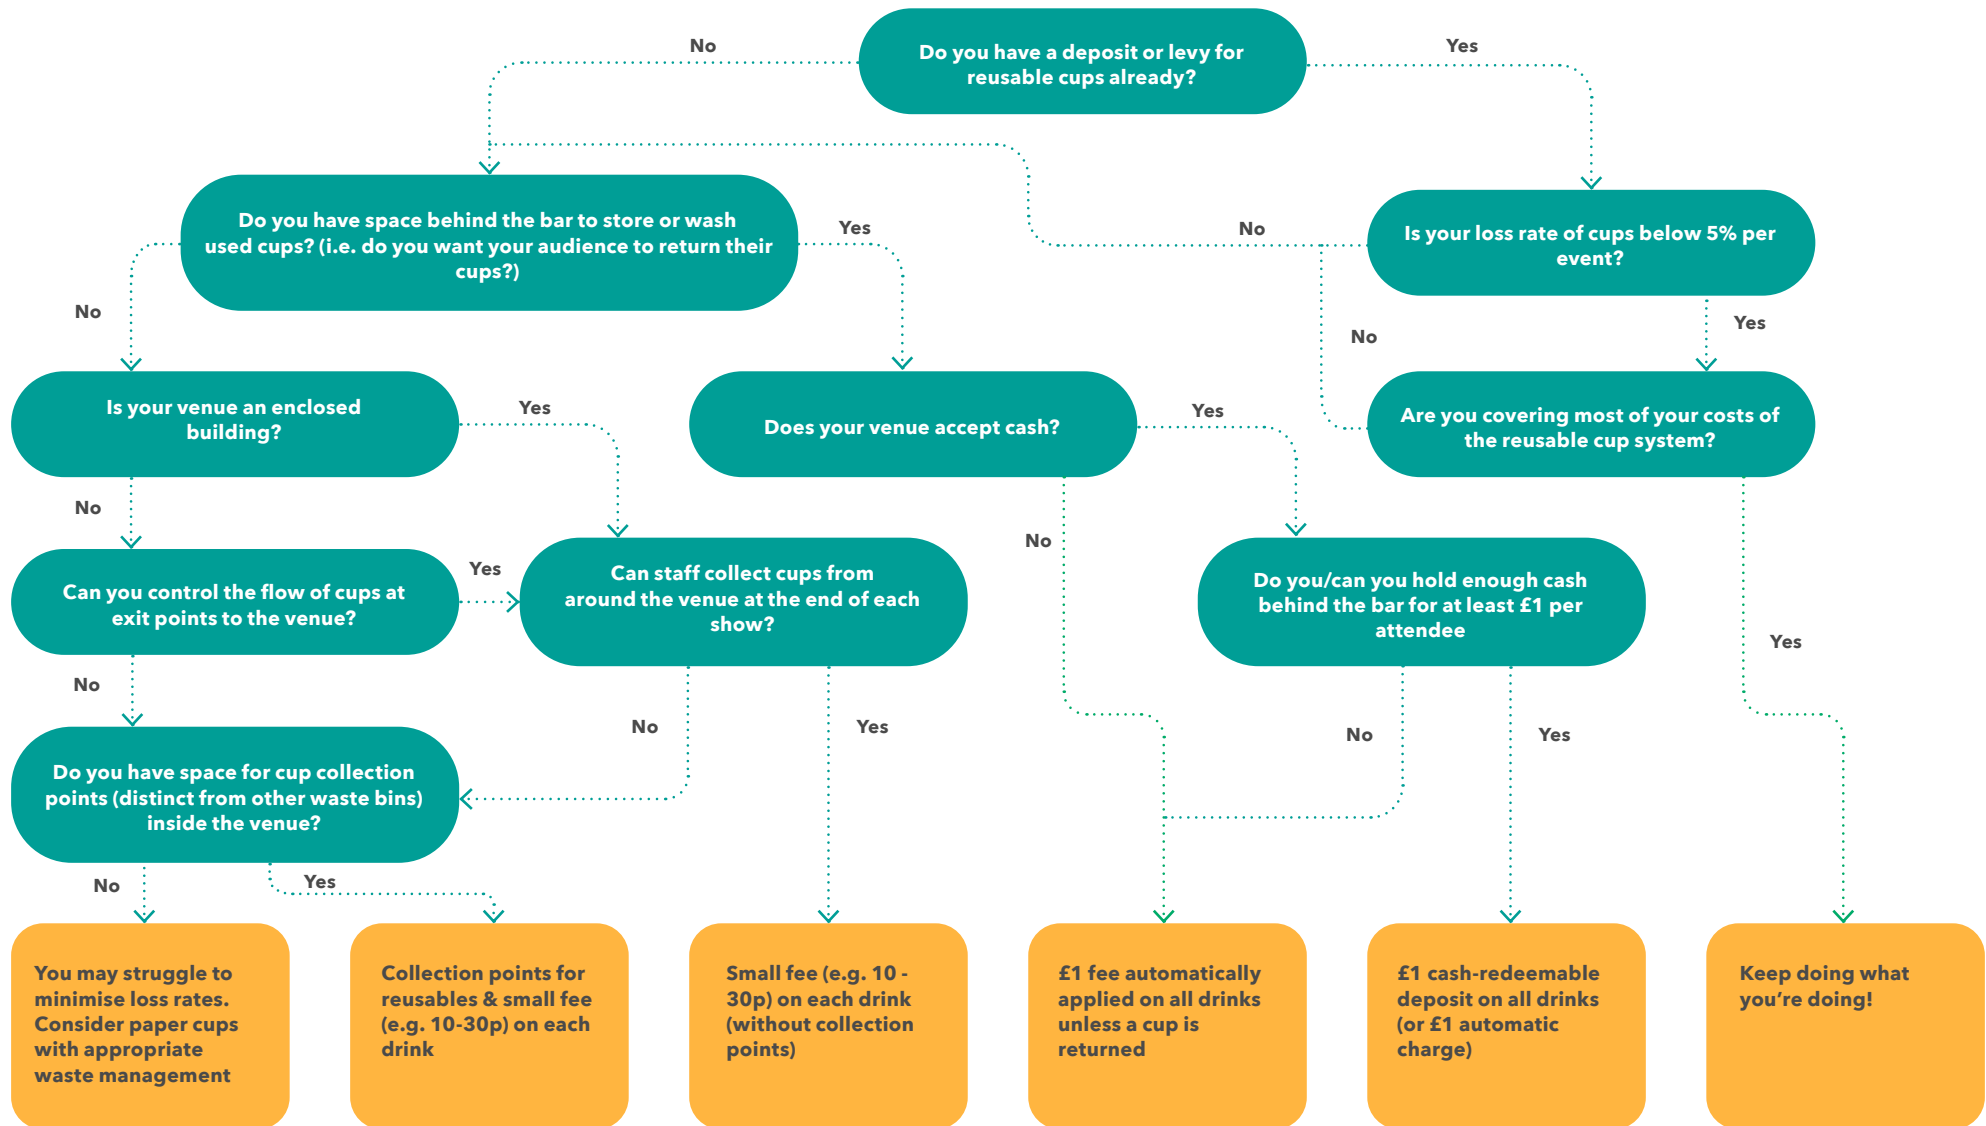 No
Do you have a deposit or levy for
reusable cups already?
Yes
Do you have space behind the bar to store or wash
used cups? (i.e. do you want your audience to return their
cups?)
Yes
No
Is your loss rate of cups below 5% per
event?
No
No
Yes
Is your venue an enclosed
building?
Yes
Does your venue accept cash?
Yes
Are you covering most of your costs of
the reusable cup system?
No
No
Can you control the flow of cups at
exit points to the venue?
Yes
Can staff collect cups from
around the venue at the end of each
show?
Do you/can you hold enough cash
behind the bar for at least £1 per
attendee
Yes
No
No
Yes
No
Yes
Do you have space for cup collection
points (distinct from other waste bins)
inside the venue?
No
Yes
You may struggle to
minimise loss rates.
Consider paper cups
with appropriate
waste management
Collection points for
reusables & small fee
(e.g. 10-30p) on each
drink
Small fee (e.g. 10 -
30p) on each drink
(without collection
points)
£1 fee automatically
applied on all drinks
unless a cup is
returned
£1 cash-redeemable
deposit on all drinks
(or £1 automatic
charge)
Keep doing what
you’re doing!